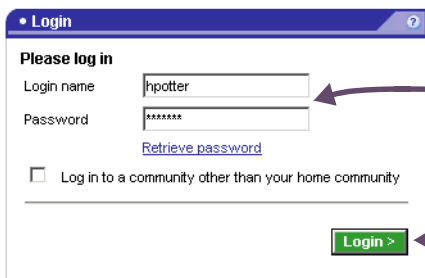 • Login ?
Please log in
Login name hpotter
Password *******
Retrieve password
Log in to a community other than your home community
Login >